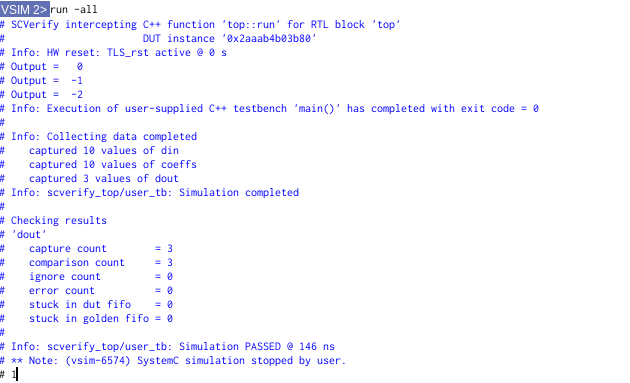 VSIM 2>run -all
# SCVerify intercepting C++ function 'top::run' for RTL block 'top'
#                       DUT instance '0x2aaab4b03b80'
# Info: HW reset: TLS_rst active @ 0 s
# Output =   0
# Output =  -1
# Output =  -2
# Info: Execution of user-supplied C++ testbench 'main()' has completed with exit code = 0
#
# Info: Collecting data completed
#    captured 10 values of din
#    captured 10 values of coeffs
#    captured 3 values of dout
# Info: scverify_top/user_tb: Simulation completed
#
# Checking results
# 'dout'
#    capture count        = 3
#    comparison count     = 3
#    ignore count         = 0
#    error count          = 0
#    stuck in dut fifo    = 0
#    stuck in golden fifo = 0
#
# Info: scverify_top/user_tb: Simulation PASSED @ 146 ns
# ** Note: (vsim-6574) SystemC simulation stopped by user.
# 1